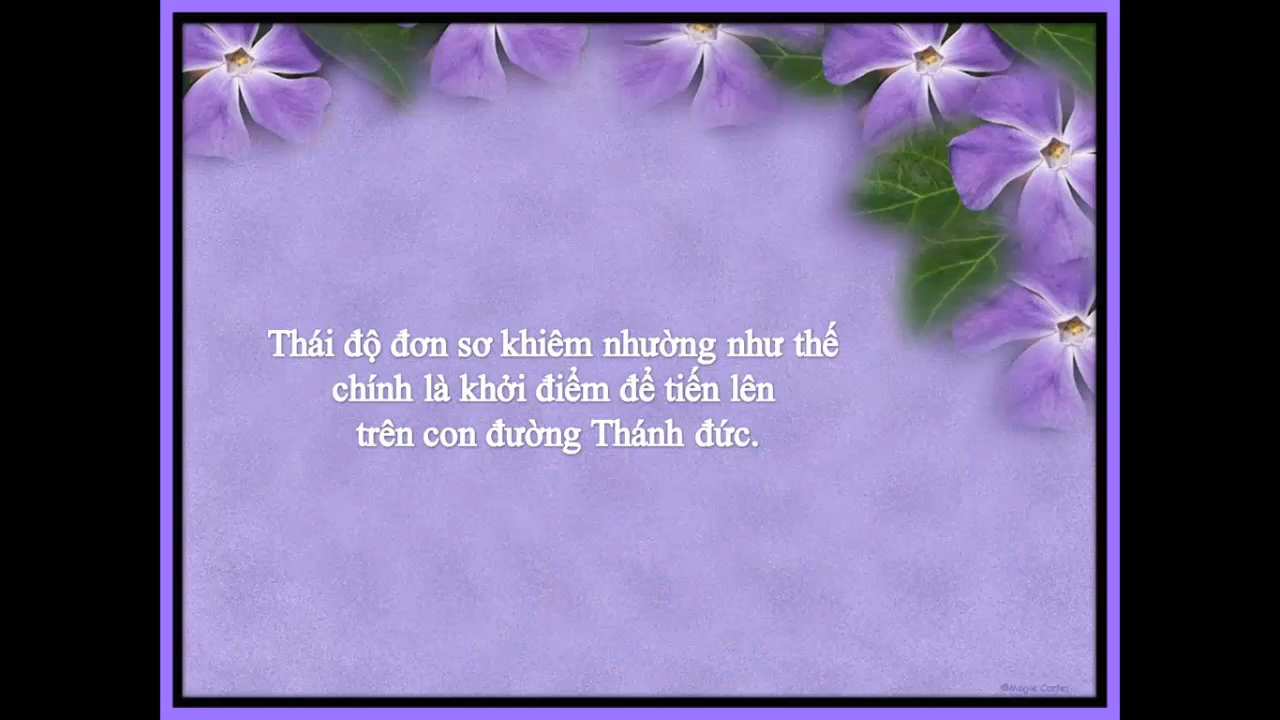 Thái độ đơn sơ khiêm nhường như thế
chính là khởi điểm để tiến lên
trên con đường Thánh đức.